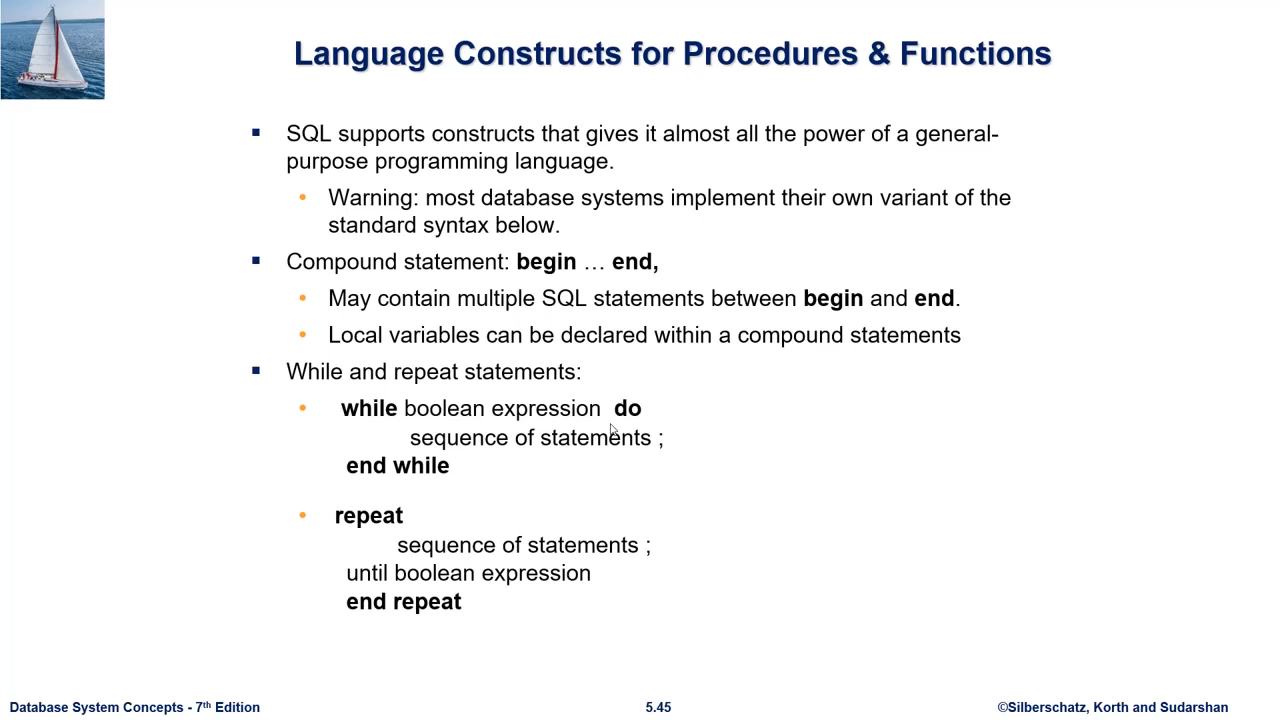 Language Constructs for Procedures & Functions
▪ SQL supports constructs that gives it almost all the power of a general-
purpose programming language.
• Warning: most database systems implement their own variant of the
standard syntax below.
▪ Compound statement: begin … end,
• May contain multiple SQL statements between begin and end.
• Local variables can be declared within a compound statements
▪ While and repeat statements:
• while boolean expression do
sequence of statements ;
end while
• repeat
sequence of statements ;
until boolean expression
end repeat
Database System Concepts - 7th Edition 5.45 ©Silberschatz, Korth and Sudarshan